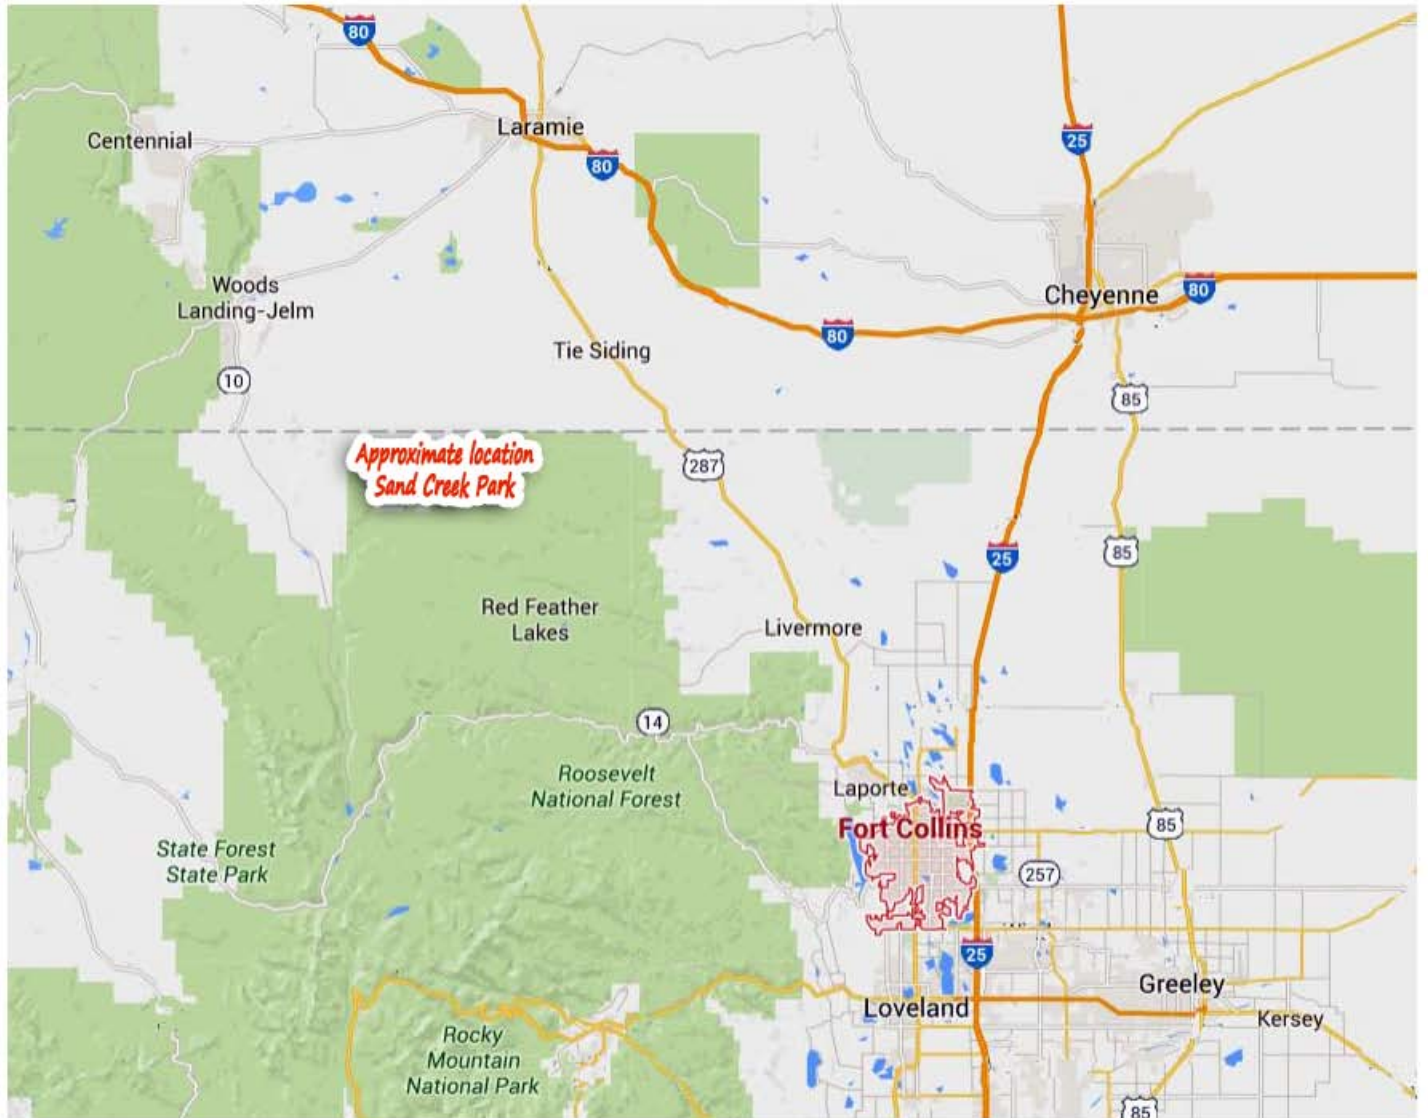 80
Laramie
Centennial
80
25
Woods
Landing-Jelm
Cheyenne
80
80
Tie Siding
10
85
Approximate location
Sand Creek Park
287
25
85
Red Feather
Lakes
Livermore
14
Roosevelt
National Forest
Laporte
Fort Collins
85
State Forest
State Park
257
25
Greeley
Loveland
Kersey
Rocky
Mountain
National Park
85